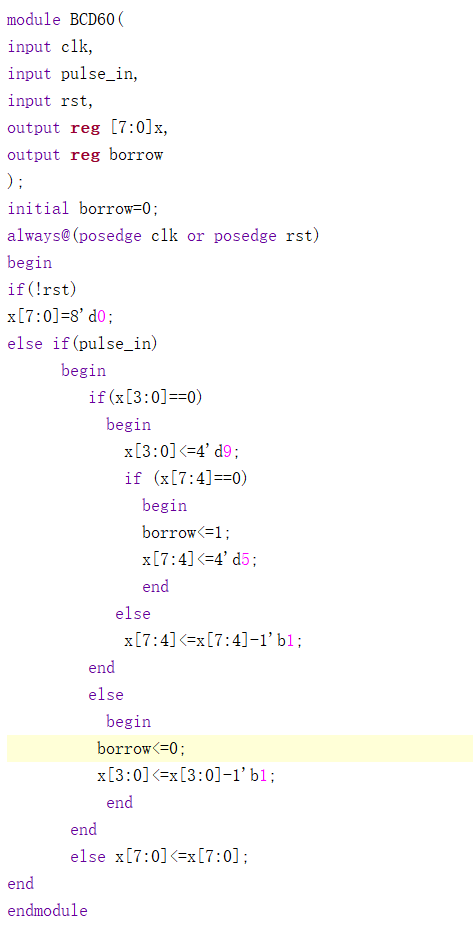 module BCD60(
input clk,
input pulse_in,
input rst,
output reg [7:0]x,
output reg borrow
);
initial borrow=0;
always@(posedge clk or posedge rst)
begin
if(!rst)
x[7:0]=8'd0;
else if(pulse_in)
begin
if(x[3:0]==0)
begin
x[3:0]<=4'd9;
if (x[7:4]==0)
begin
borrow<=1;
x[7:4]<=4'd5;
end
else
x[7:4]<=x[7:4]-1'b1;
end
else
begin
borrow<=0;
x[3:0]<=x[3:0]-1'b1;
end
end
else x[7:0]<=x[7:0];
end
endmodule